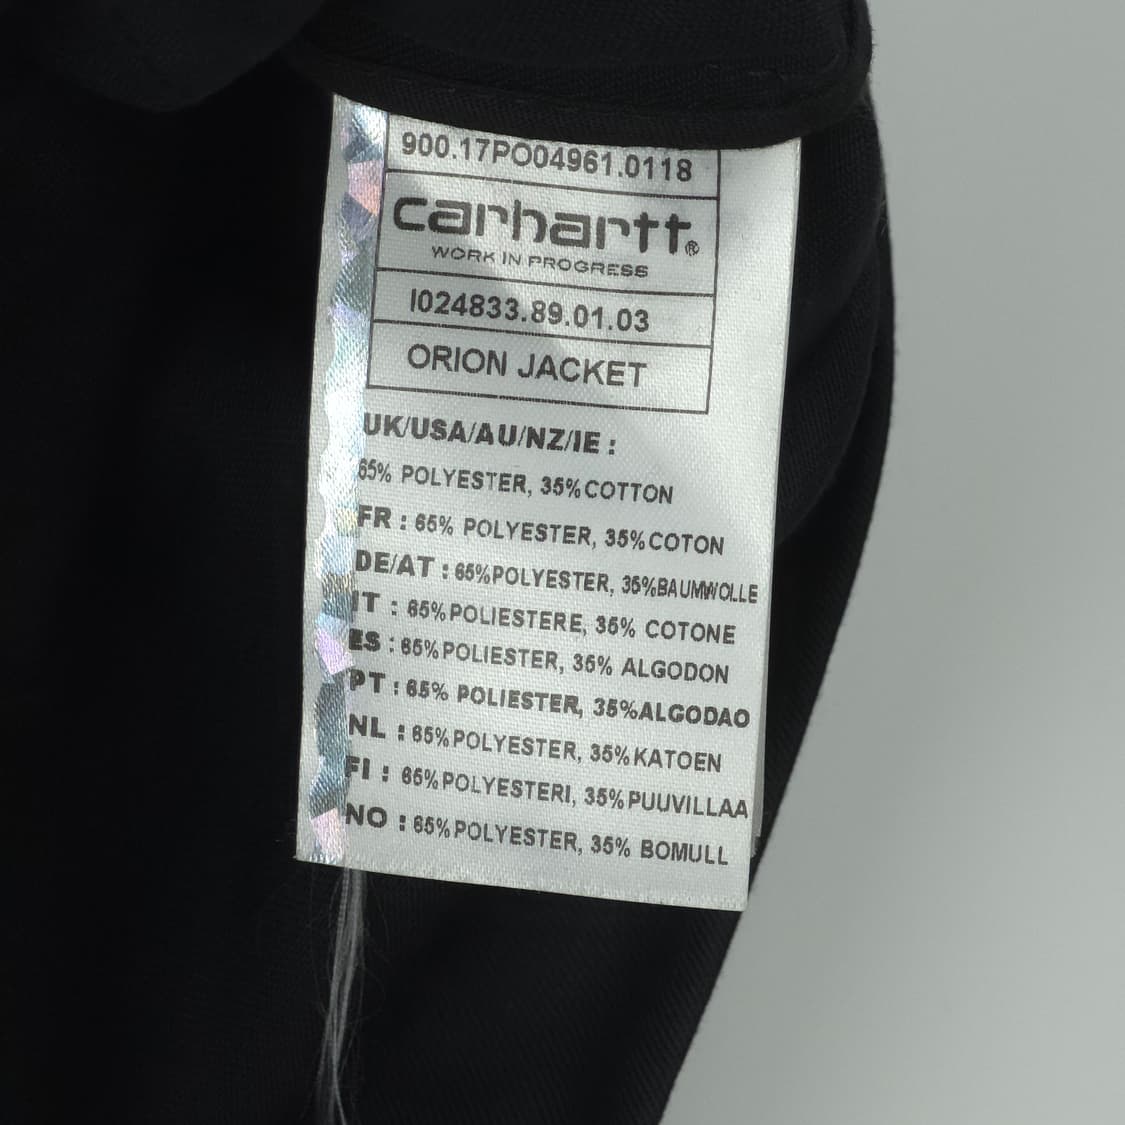 900.17PO04961.0118
carhartt®
WORK IN PROGRESS
I024833.89.01.03
ORION JACKET
UK/USA/AU/NZ/IE :
65% POLYESTER, 35%COTTON
FR : 65% POLYESTER, 35%COTON
DE/AT : 65%POLYESTER, 35%BAUMWOLLE
IT : 65%POLIESTERE, 35% COTONE
ES : 65%POLIESTER, 35% ALGODON
PT : 65% POLIESTER, 35%ALGODAO
NL : 65%POLYESTER, 35%KATOEN
FI : 65%POLYESTERI, 35%PUUVILLAA
NO : 65%POLYESTER, 35% BOMULL